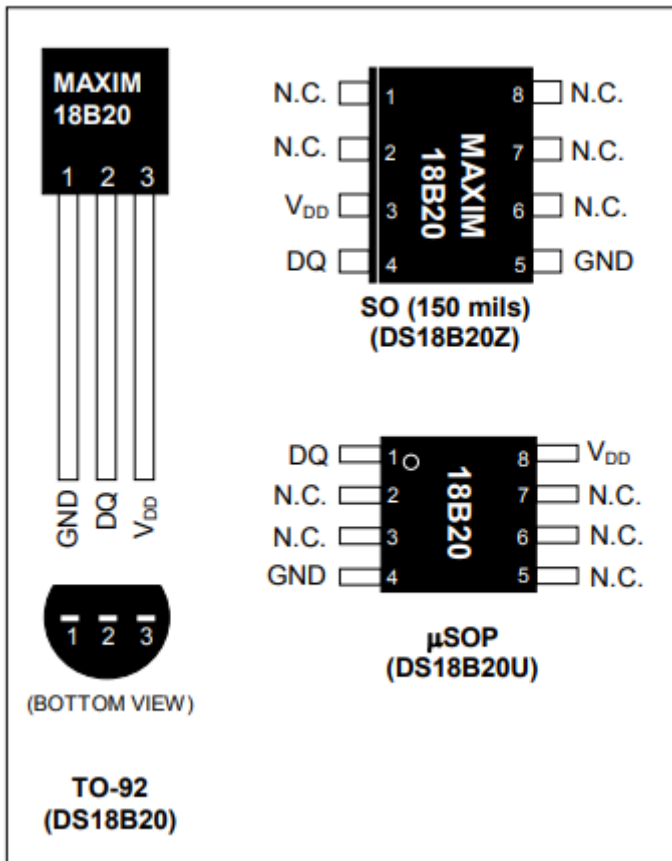 MAXIM
18B20
1 2 3
GND DQ VDD
1 2 3
(BOTTOM VIEW)
TO-92
(DS18B20)
N.C. 1 8 N.C.
N.C. 2 7 N.C.
VDD 3 6 N.C.
DQ 4 5 GND
MAXIM
18B20
SO (150 mils)
(DS18B20Z)
DQ 1 8 VDD
N.C. 2 7 N.C.
N.C. 3 6 N.C.
GND 4 5 N.C.
18B20
µSOP
(DS18B20U)